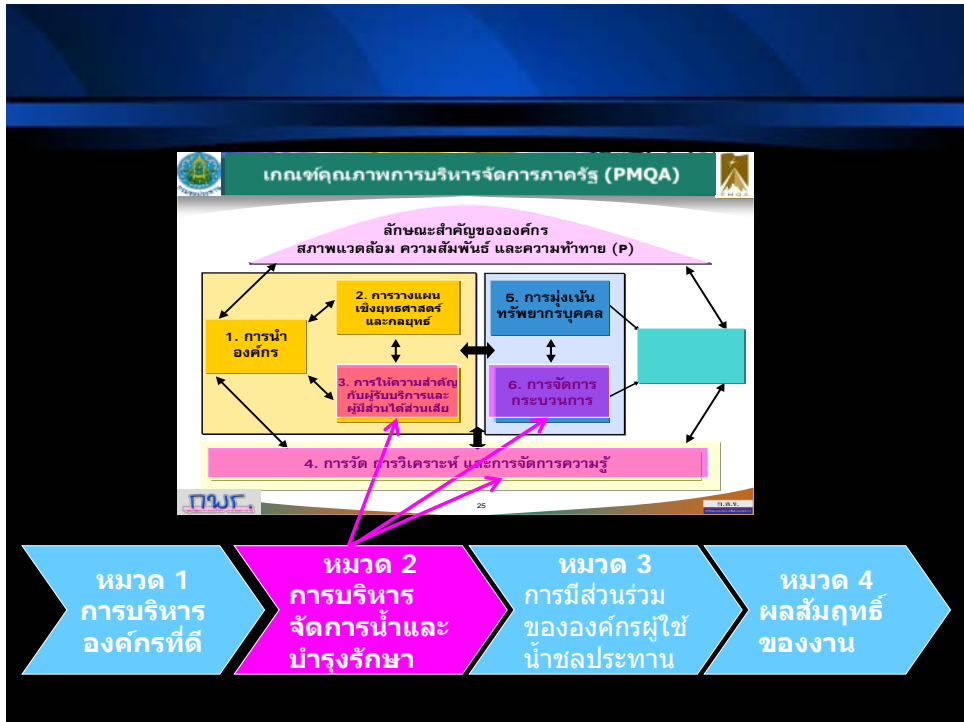 เกณฑ์คุณภาพการบริหารจัดการภาครัฐ (PMQA)
PMQA
ลักษณะสำคัญขององค์กร
สภาพแวดล้อม ความสัมพันธ์ และความท้าทาย (P)
2. การวางแผน
เชิงยุทธศาสตร์
และกลยุทธ์
5. การมุ่งเน้น
ทรัพยากรบุคคล
1. การนำ
องค์กร
3. การให้ความสำคัญ
กับผู้รับบริการและ
ผู้มีส่วนได้ส่วนเสีย
6. การจัดการ
กระบวนการ
4. การวัด การวิเคราะห์ และการจัดการความรู้
กพร.
25
ก.พ.ร.
หมวด 1
การบริหาร
องค์กรที่ดี
หมวด 2
การบริหาร
จัดการน้ำและ
บำรุงรักษา
หมวด 3
การมีส่วนร่วม
ขององค์กรผู้ใช้
น้ำชลประทาน
หมวด 4
ผลสัมฤทธิ์
ของงาน